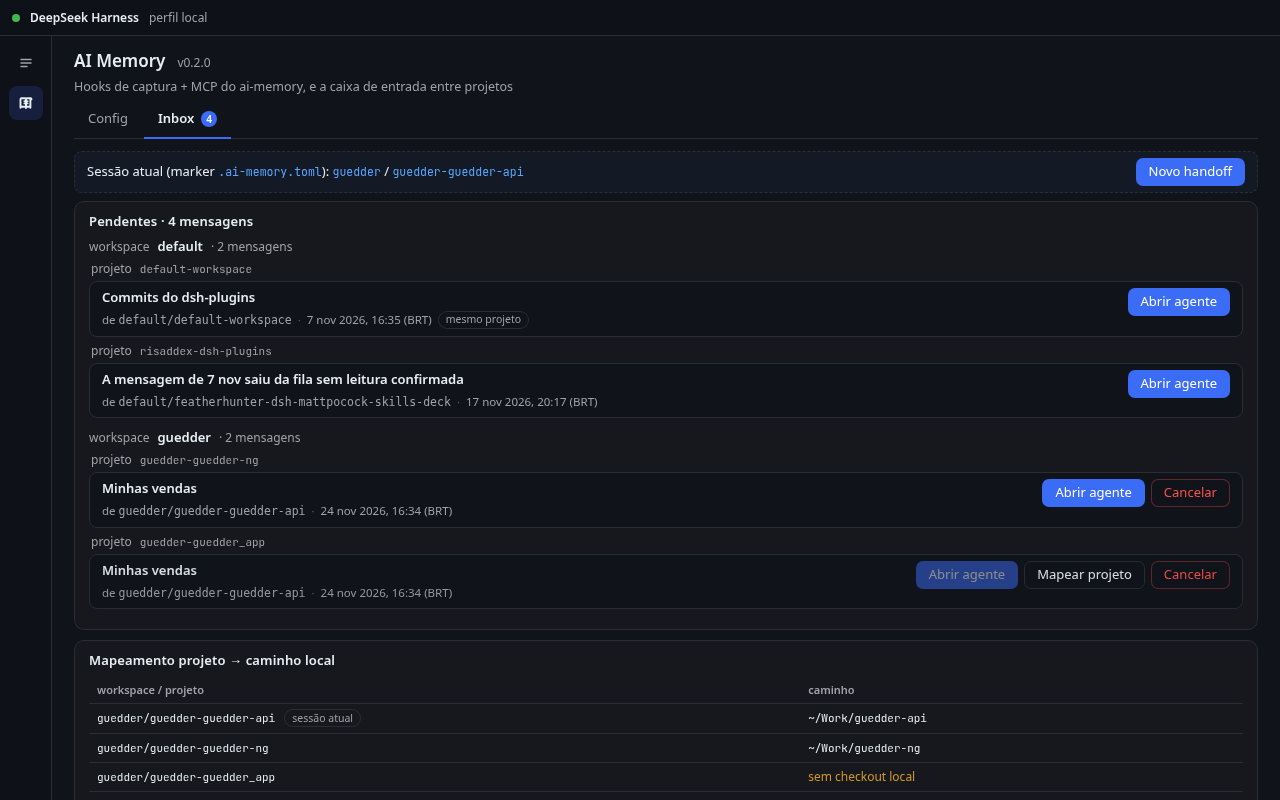 DeepSeek Harness perfil local
AI Memory v0.2.0
Hooks de captura + MCP do ai-memory, e a caixa de entrada entre projetos
Config Inbox 4
Sessão atual (marker .ai-memory.toml): guedder / guedder-guedder-api Novo handoff
Pendentes · 4 mensagens
workspace default · 2 mensagens
projeto default-workspace
Commits do dsh-plugins Abrir agente
de default/default-workspace · 7 nov 2026, 16:35 (BRT) mesmo projeto
projeto risaddex-dsh-plugins
A mensagem de 7 nov saiu da fila sem leitura confirmada Abrir agente
de default/featherhunter-dsh-mattpocock-skills-deck · 17 nov 2026, 20:17 (BRT)
workspace guedder · 2 mensagens
projeto guedder-guedder-ng
Minhas vendas Abrir agente Cancelar
de guedder/guedder-guedder-api · 24 nov 2026, 16:34 (BRT)
projeto guedder-guedder_app
Minhas vendas Abrir agente Mapear projeto Cancelar
de guedder/guedder-guedder-api · 24 nov 2026, 16:34 (BRT)
Mapeamento projeto → caminho local
workspace / projeto caminho
guedder/guedder-guedder-api sessão atual ~/Work/guedder-api
guedder/guedder-guedder-ng ~/Work/guedder-ng
guedder/guedder-guedder_app sem checkout local